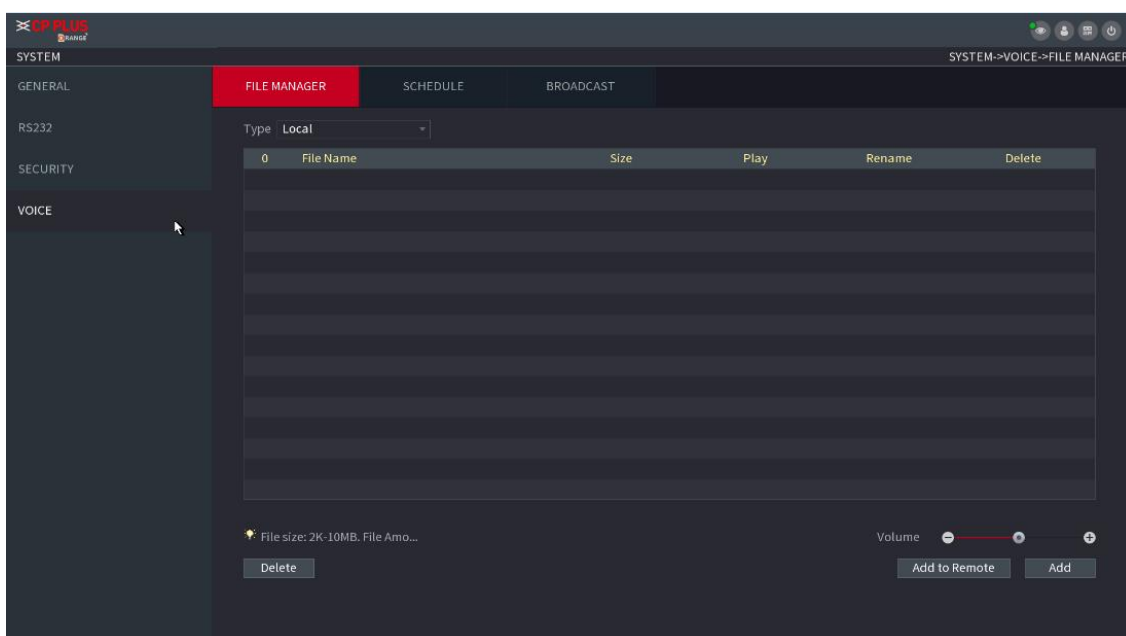 CP PLUS
ORANGE
SYSTEM
SYSTEM->VOICE->FILE MANAGER
GENERAL
RS232
SECURITY
VOICE
FILE MANAGER
SCHEDULE
BROADCAST
Type Local
0 File Name Size Play Rename Delete
File size: 2K-10MB. File Amo...
Volume
Delete
Add to Remote
Add